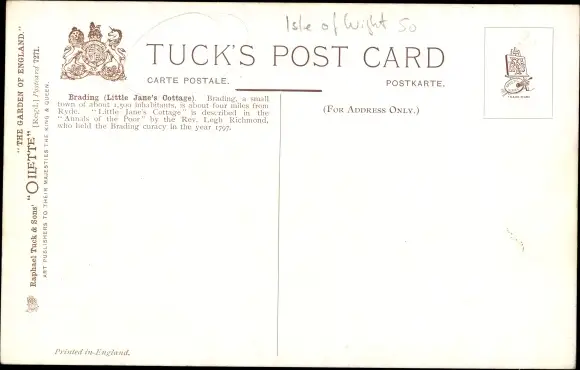 Isle of Wight 50
TUCK'S POST CARD
CARTE POSTALE.
POSTKARTE.
Brading (Little Jane's Cottage). Brading, a small
town of about 1,500 inhabitants, is about four miles from
Ryde. "Little Jane's Cottage" is described in the
"Annals of the Poor" by the Rev. Legh Richmond,
who held the Brading curacy in the year 1797.
(FOR ADDRESS ONLY.)
"THE GARDEN OF ENGLAND."
Raphael Tuck & Sons' "OILETTE" [Regd.] Postcard 7271.
ART PUBLISHERS TO THEIR MAJESTIES THE KING & QUEEN.
TRADE MARK
Printed in England.